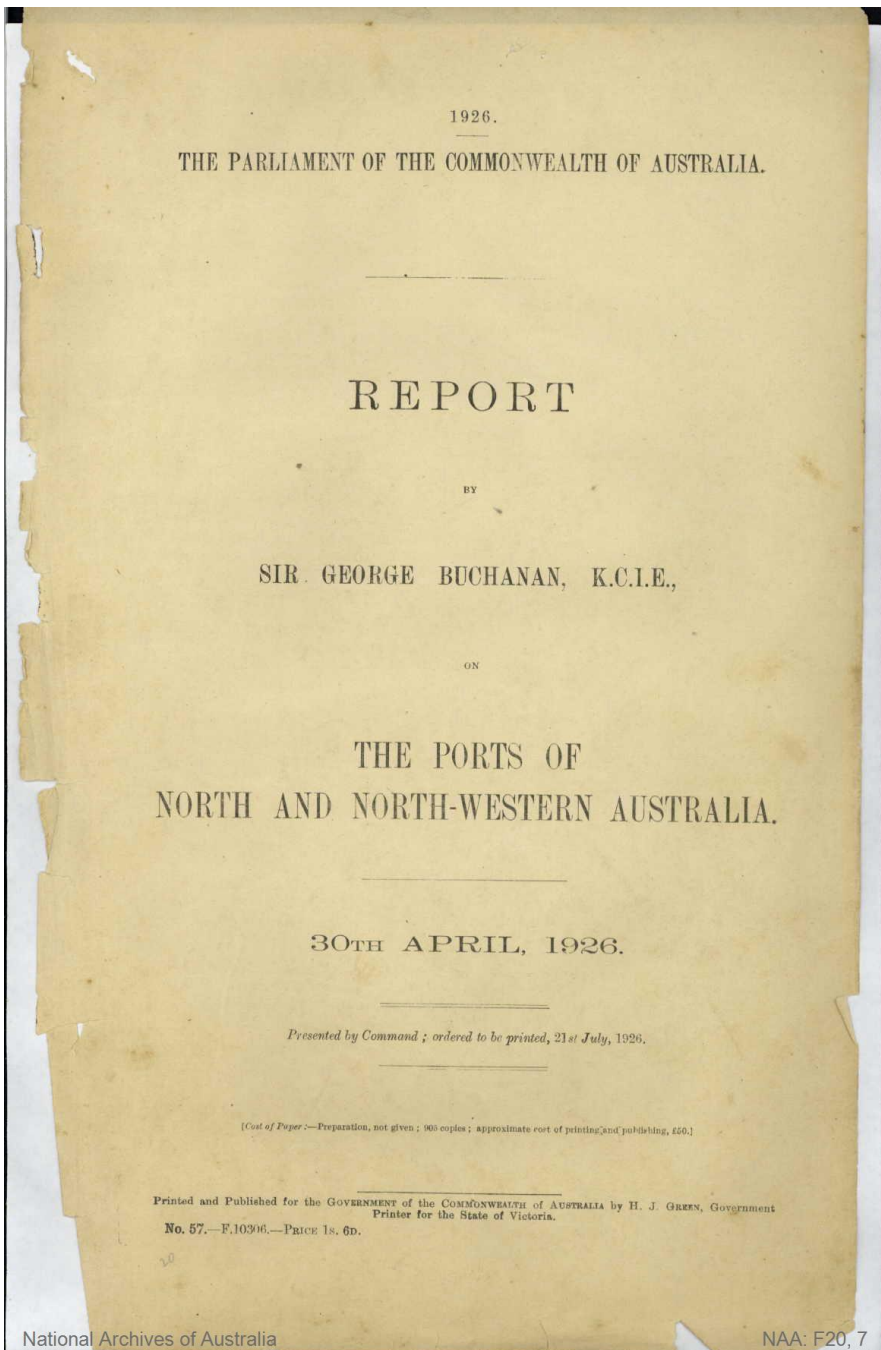 1926.
THE PARLIAMENT OF THE COMMONWEALTH OF AUSTRALIA.
REPORT
BY
SIR GEORGE BUCHANAN, K.C.I.E.,
ON
THE PORTS OF
NORTH AND NORTH-WESTERN AUSTRALIA.
30TH APRIL, 1926.
Presented by Command ; ordered to be printed, 21st July, 1926.
[Cost of Paper :—Preparation, not given ; 905 copies ; approximate cost of printing and publishing, £50.]
Printed and Published for the GOVERNMENT of the COMMONWEALTH of AUSTRALIA by H. J. GREEN, Government
Printer for the State of Victoria.
No. 57.—F.10306.—PRICE 1S. 6D.
20
National Archives of Australia
NAA: F20, 7